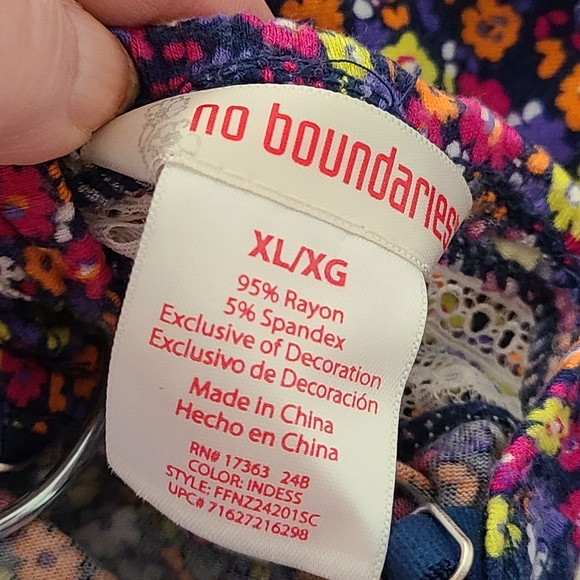 no boundaries
XL/XG
95% Rayon
5% Spandex
Exclusive of Decoration
Exclusivo de Decoración
Made in China
Hecho en China
RN# 17363 24B
COLOR: INDESS
STYLE: FFNZ24201SC
UPC# 71627216298